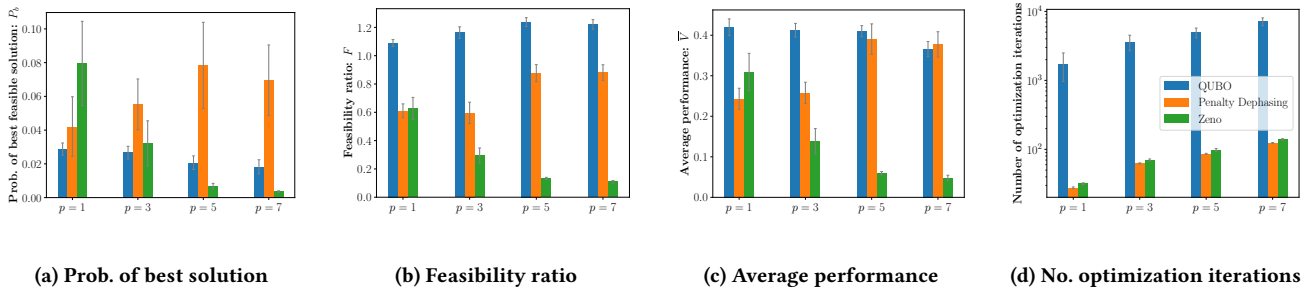 Prob. of best feasible solution: P_b
0.10
0.08
0.06
0.04
0.02
0.00
p = 1
p = 3
p = 5
p = 7
(a) Prob. of best solution
Feasibility ratio: F
1.2
1.0
0.8
0.6
0.4
0.2
0.0
p = 1
p = 3
p = 5
p = 7
(b) Feasibility ratio
Average performance: V̅
0.4
0.3
0.2
0.1
0.0
p = 1
p = 3
p = 5
p = 7
(c) Average performance
Number of optimization iterations
10^4
10^3
10^2
QUBO
Penalty Dephasing
Zeno
p = 1
p = 3
p = 5
p = 7
(d) No. optimization iterations